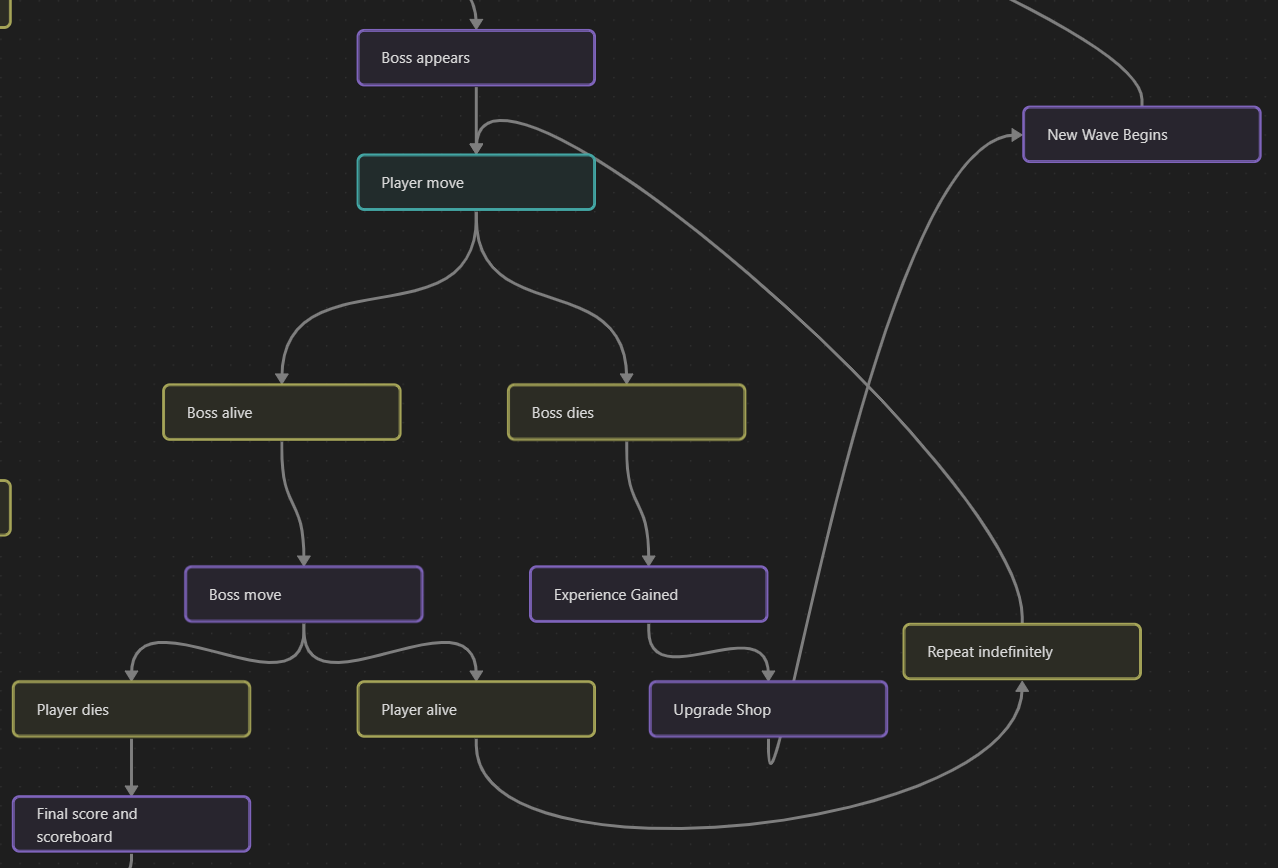 Boss appears
New Wave Begins
Player move
Boss alive
Boss dies
Boss move
Experience Gained
Repeat indefinitely
Player dies
Player alive
Upgrade Shop
Final score and
scoreboard